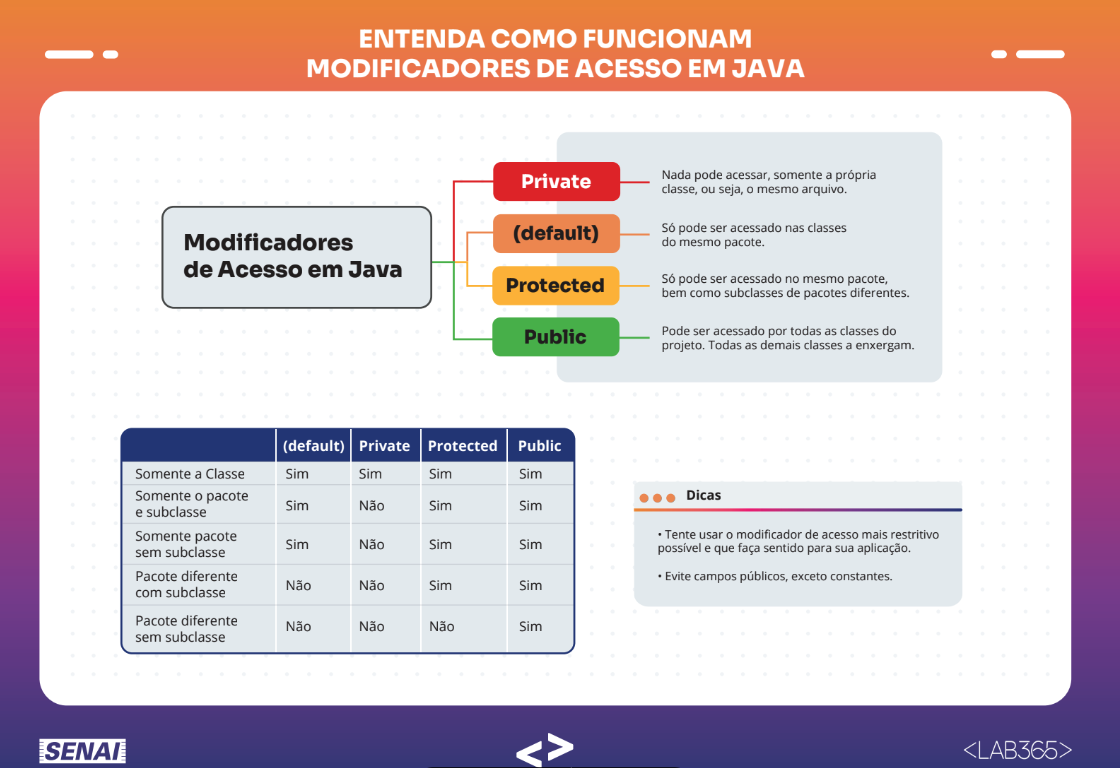 ENTENDA COMO FUNCIONAM
MODIFICADORES DE ACESSO EM JAVA
Modificadores
de Acesso em Java
Private
Nada pode acessar, somente a própria
classe, ou seja, o mesmo arquivo.
(default)
Só pode ser acessado nas classes
do mesmo pacote.
Protected
Só pode ser acessado no mesmo pacote,
bem como subclasses de pacotes diferentes.
Public
Pode ser acessado por todas as classes do
projeto. Todas as demais classes a enxergam.
(default) Private Protected Public
Somente a Classe Sim Sim Sim Sim
Somente o pacote
e subclasse Sim Não Sim Sim
Somente pacote
sem subclasse Sim Não Sim Sim
Pacote diferente
com subclasse Não Não Sim Sim
Pacote diferente
sem subclasse Não Não Não Sim
Dicas
• Tente usar o modificador de acesso mais restritivo
possível e que faça sentido para sua aplicação.
• Evite campos públicos, exceto constantes.
SENAI
<>
<LAB365>